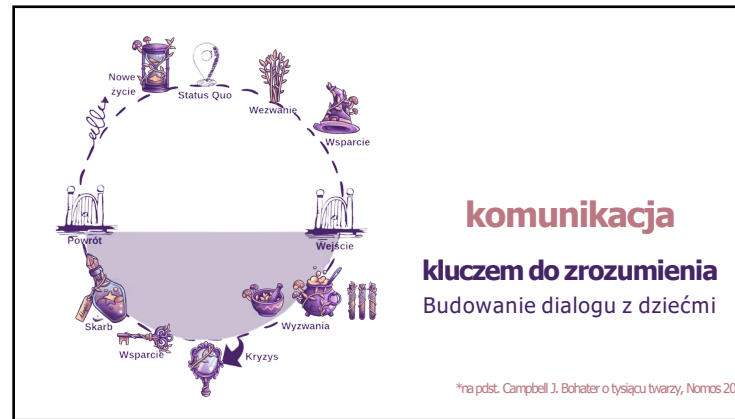 Nowe
życie
Status Quo
Wezwanie
Wsparcie
Powrót
Wejście
Skarb
Wyzwania
Wsparcie
Kryzys
komunikacja
kluczem do zrozumienia
Budowanie dialogu z dziećmi
*na pdst. Campbell J. Bohater o tysiącu twarzy, Nomos 20